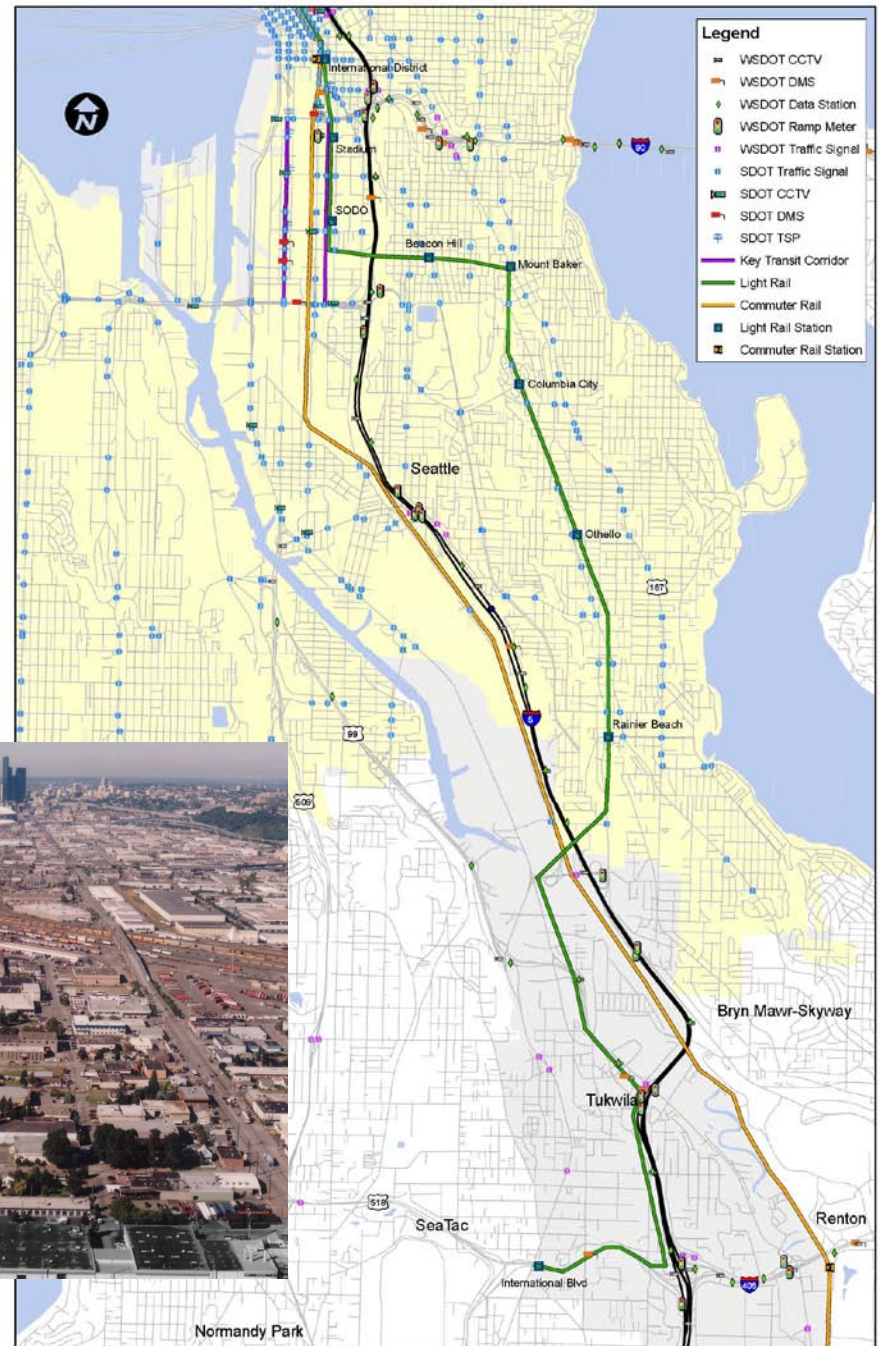 Legend
WSDOT CCTV
WSDOT DMS
WSDOT Data Station
WSDOT Ramp Meter
WSDOT Traffic Signal
SDOT Traffic Signal
SDOT CCTV
SDOT DMS
SDOT TSP
Key Transit Corridor
Light Rail
Commuter Rail
Light Rail Station
Commuter Rail Station
N
International District
90
Stadium
SODO
Beacon Hill
Mount Baker
Columbia City
Seattle
Othello
167
5
Rainier Beach
99
509
Bryn Mawr-Skyway
Tukwila
518
SeaTac
Renton
International Blvd
405
Normandy Park